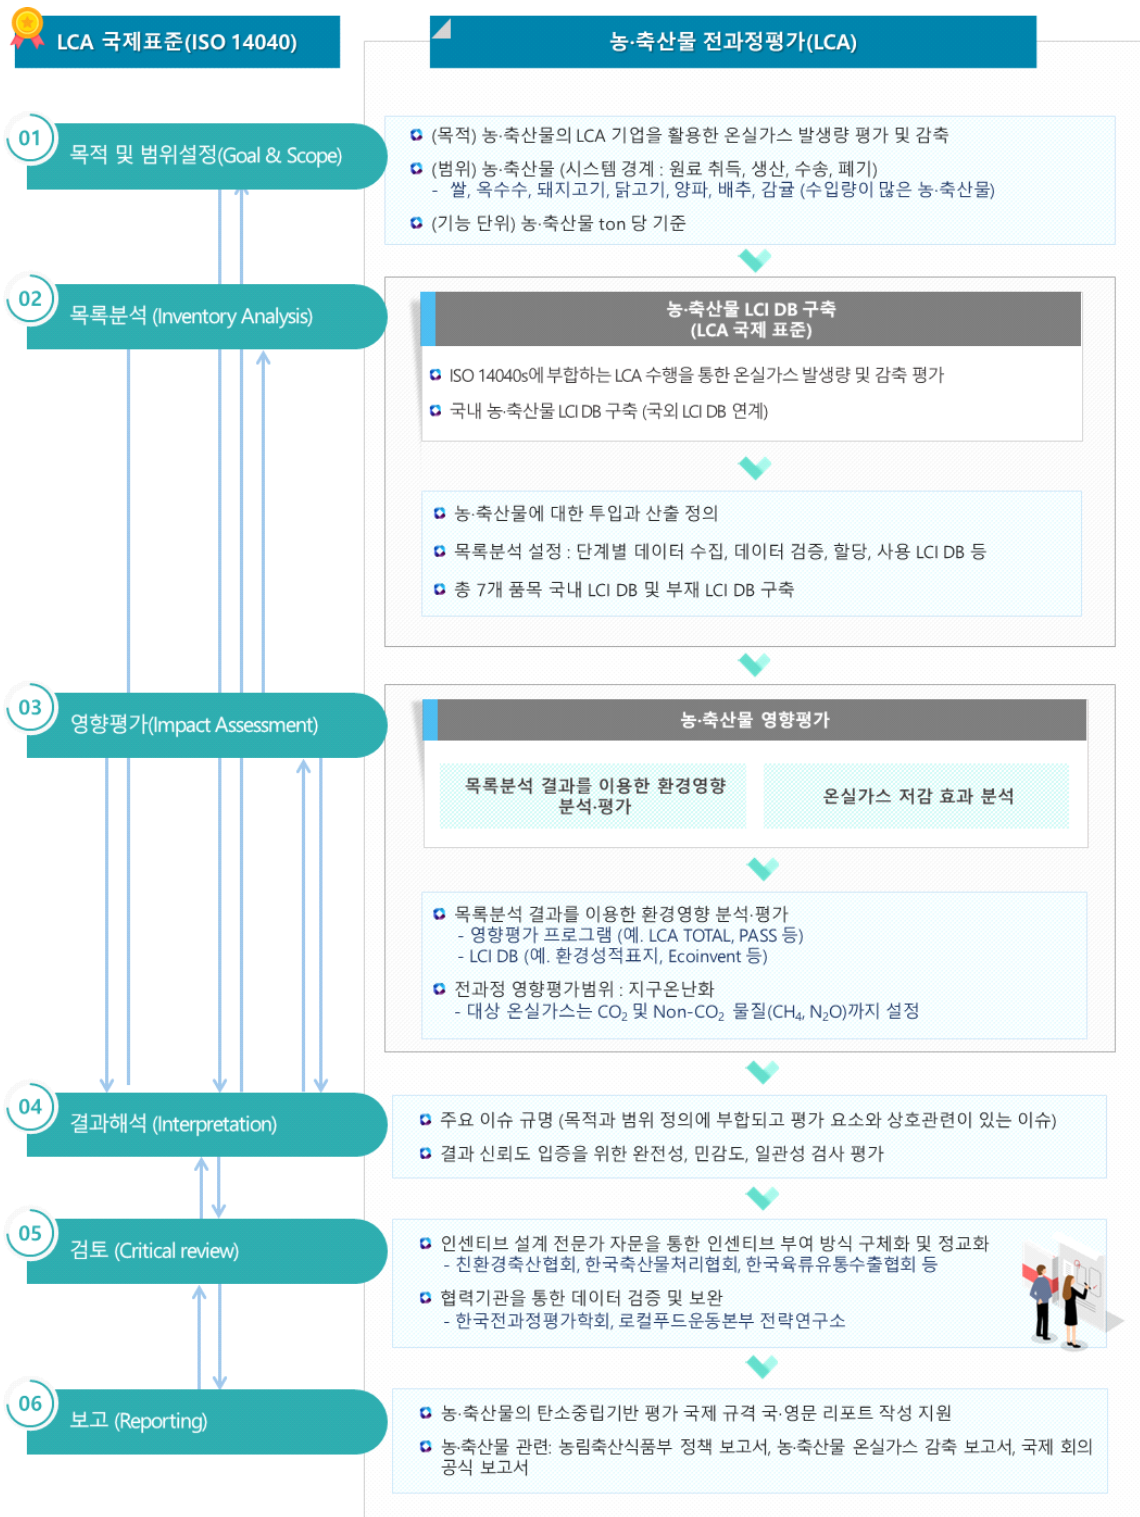 LCA 국제표준(ISO 14040)
농·축산물 전과정평가(LCA)
01
목적 및 범위설정(Goal & Scope)
(목적) 농·축산물의 LCA 기업을 활용한 온실가스 발생량 평가 및 감축
(범위) 농·축산물 (시스템 경계 : 원료 취득, 생산, 수송, 폐기)
- 쌀, 옥수수, 돼지고기, 닭고기, 양파, 배추, 감귤 (수입량이 많은 농·축산물)
(기능 단위) 농·축산물 ton 당 기준
02
목록분석 (Inventory Analysis)
농·축산물 LCI DB 구축
(LCA 국제 표준)
ISO 14040s에 부합하는 LCA 수행을 통한 온실가스 발생량 및 감축 평가
국내 농·축산물 LCI DB 구축 (국외 LCI DB 연계)
농·축산물에 대한 투입과 산출 정의
목록분석 설정 : 단계별 데이터 수집, 데이터 검증, 할당, 사용 LCI DB 등
총 7개 품목 국내 LCI DB 및 부재 LCI DB 구축
03
영향평가(Impact Assessment)
농·축산물 영향평가
목록분석 결과를 이용한 환경영향
분석·평가
온실가스 저감 효과 분석
목록분석 결과를 이용한 환경영향 분석·평가
- 영향평가 프로그램 (예. LCA TOTAL, PASS 등)
- LCI DB (예. 환경성적표지, Ecoinvent 등)
전과정 영향평가범위 : 지구온난화
- 대상 온실가스는 CO₂ 및 Non-CO₂ 물질(CH₄, N₂O)까지 설정
04
결과해석 (Interpretation)
주요 이슈 규명 (목적과 범위 정의에 부합되고 평가 요소와 상호관련이 있는 이슈)
결과 신뢰도 입증을 위한 완전성, 민감도, 일관성 검사 평가
05
검토 (Critical review)
인센티브 설계 전문가 자문을 통한 인센티브 부여 방식 구체화 및 정교화
- 친환경축산협회, 한국축산물처리협회, 한국육류유통수출협회 등
협력기관을 통한 데이터 검증 및 보완
- 한국전과정평가학회, 로컬푸드운동본부 전략연구소
06
보고 (Reporting)
농·축산물의 탄소중립기반 평가 국제 규격 국·영문 리포트 작성 지원
농·축산물 관련: 농림축산식품부 정책 보고서, 농·축산물 온실가스 감축 보고서, 국제 회의
공식 보고서